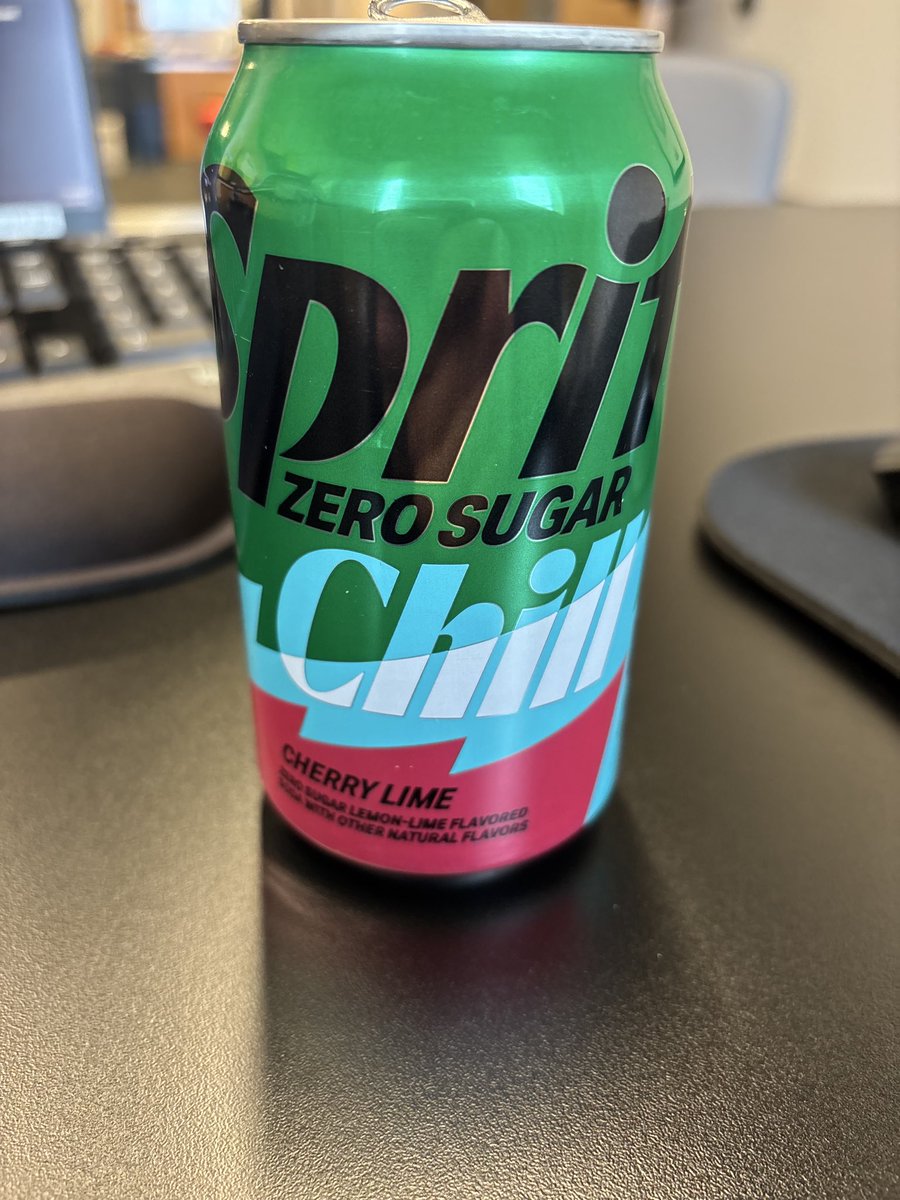 Sprit
ZERO SUGAR
Chill
CHERRY LIME
ZERO SUGAR LEMON-LIME FLAVORED
SODA WITH OTHER NATURAL FLAVORS